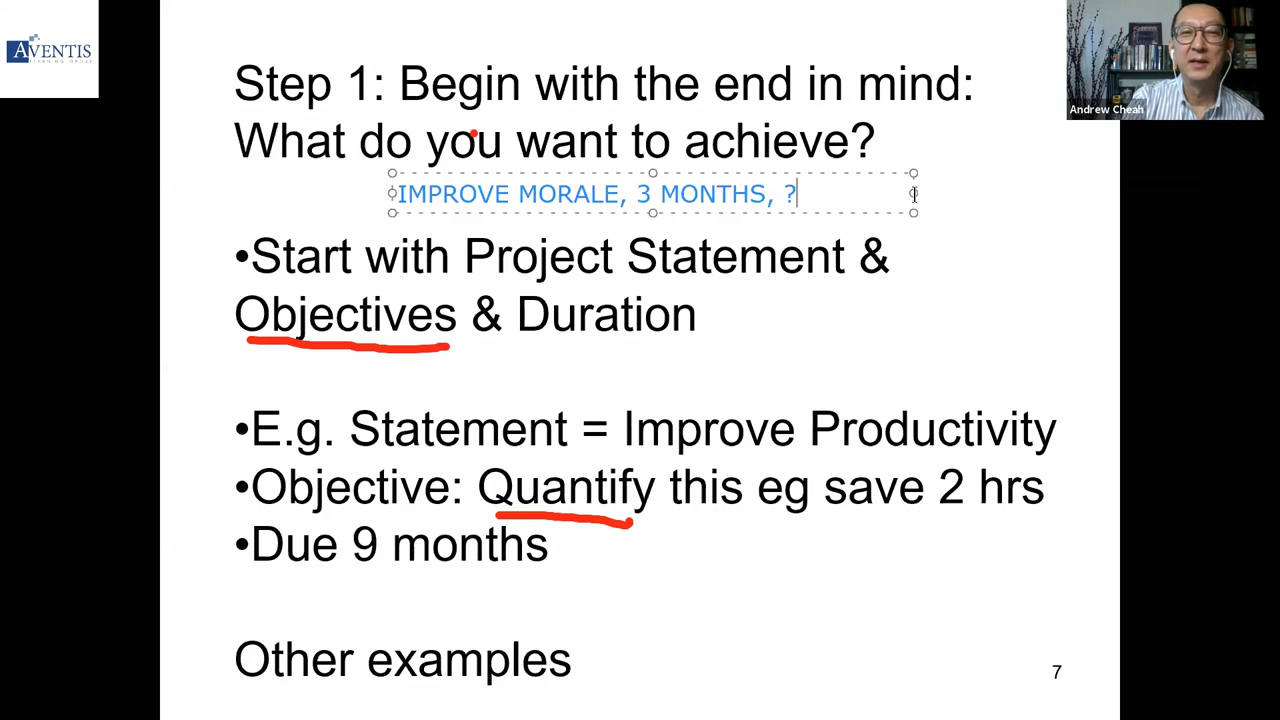 AVENTIS
LEARNING GROUP
Andrew Cheah
Step 1: Begin with the end in mind:
What do you want to achieve?
IMPROVE MORALE, 3 MONTHS, ?
•Start with Project Statement &
Objectives & Duration
•E.g. Statement = Improve Productivity
•Objective: Quantify this eg save 2 hrs
•Due 9 months
Other examples
7